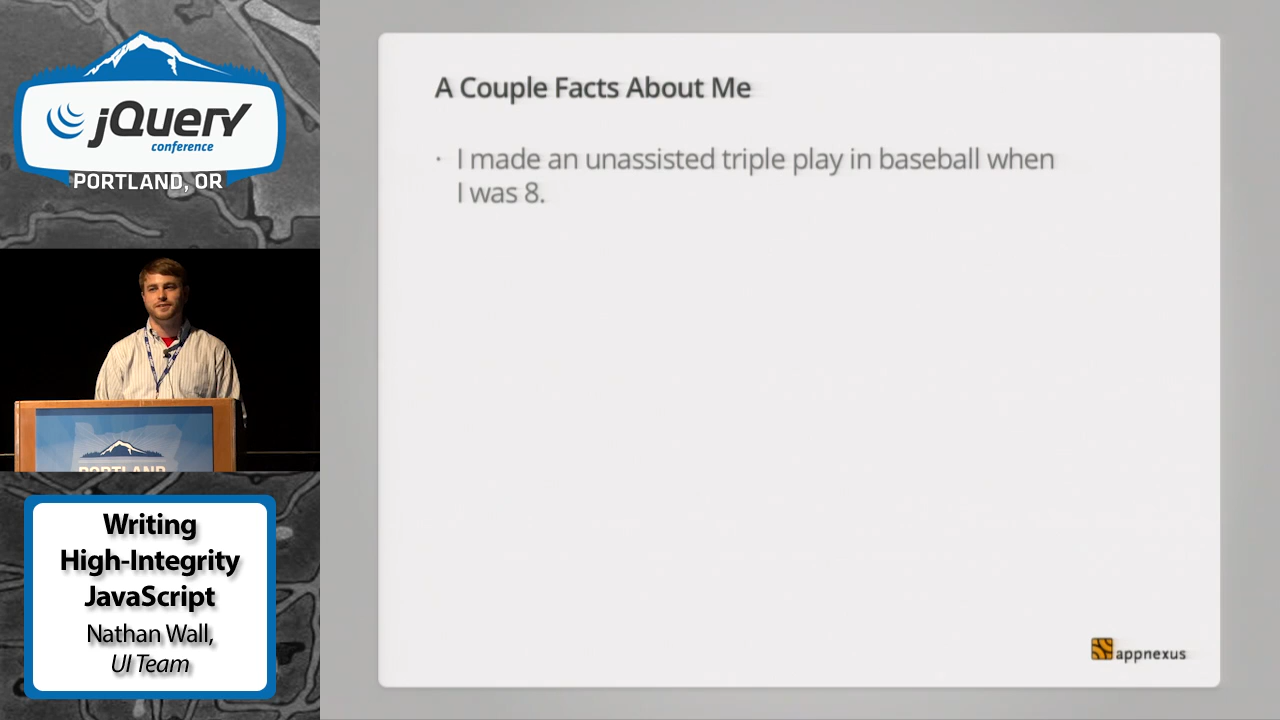 jQuery
conference
PORTLAND, OR
PORTLAND
Writing
High-Integrity
JavaScript
Nathan Wall,
UI Team
A Couple Facts About Me
· I made an unassisted triple play in baseball when
I was 8.
appnexus